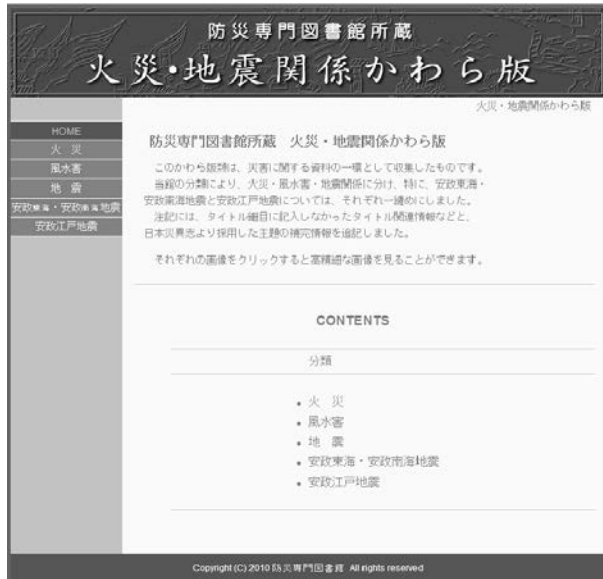 防災専門図書館所蔵
火災・地震関係かわら版
火災・地震関係かわら版
HOME
火 災
風水害
地 震
安政東海・安政南海地震
安政江戸地震
防災専門図書館所蔵 火災・地震関係かわら版
このかわら版類は、災害に関する資料の一環として収集したものです。
当館の分類により、火災・風水害・地震関係に分け、特に、安政東海・
安政南海地震と安政江戸地震については、それぞれ一纏めにしました。
注記には、タイトル細目に記入しなかったタイトル関連情報などと、
日本災異志より採用した主題の補完情報を追記しました。
それぞれの画像をクリックすると高精細な画像を見ることができます。
CONTENTS
分類
• 火 災
• 風水害
• 地 震
• 安政東海・安政南海地震
• 安政江戸地震
Copyright (C) 2010 防災専門図書館 All rights reserved